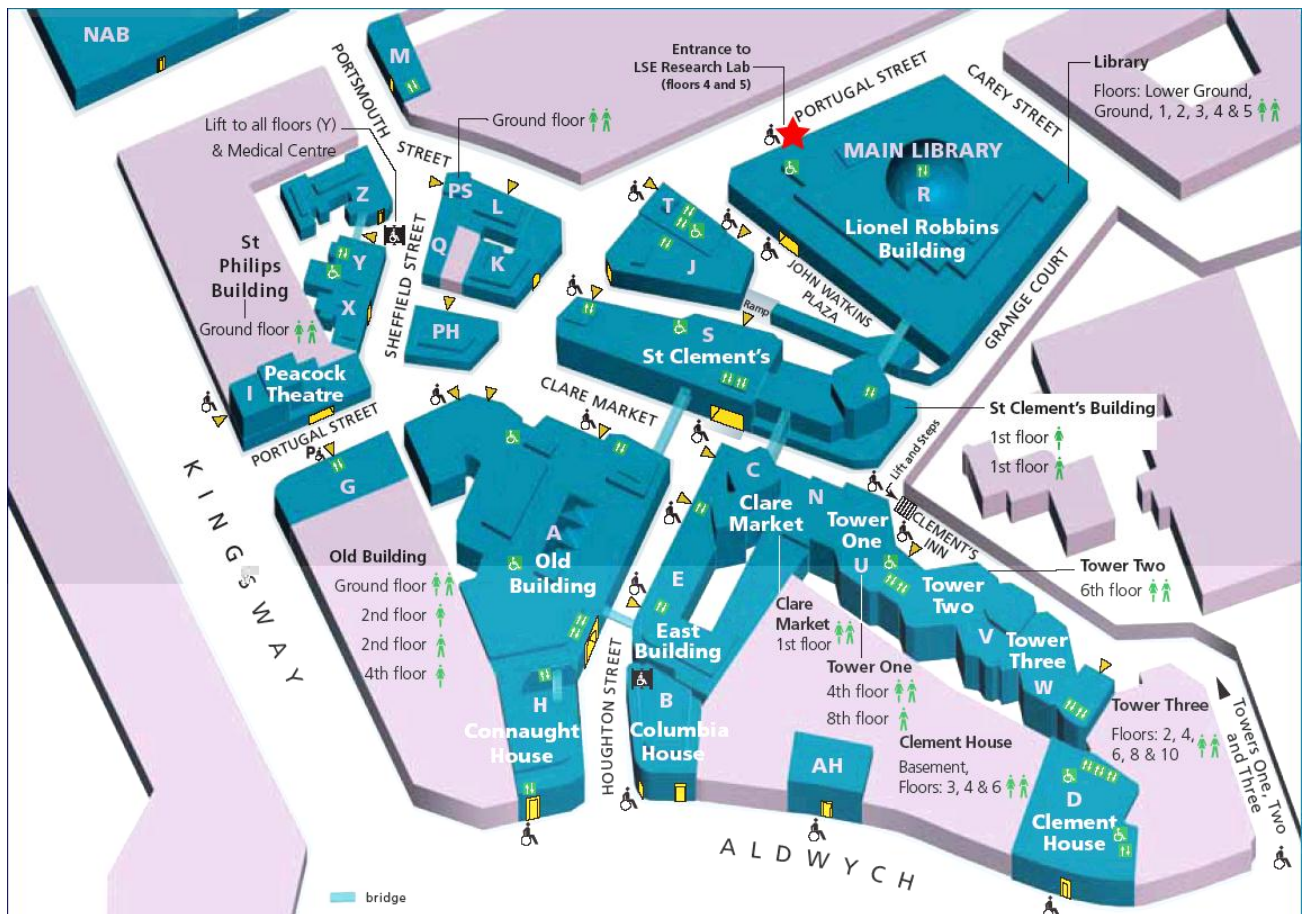 NAB
M
PORTSMOUTH
STREET
Entrance to
LSE Research Lab
(floors 4 and 5)
PORTUGAL STREET
CAREY STREET
Library
Floors: Lower Ground,
Ground, 1, 2, 3, 4 & 5
Lift to all floors (Y)
& Medical Centre
Ground floor
MAIN LIBRARY
R
Lionel Robbins
Building
Z
PS
L
Q
K
T
J
St
Philips
Building
Ground floor
Y
X
SHEFFIELD STREET
PH
JOHN WATKINS
PLAZA
Ramp
GRANGE COURT
S
St Clement's
I
Peacock
Theatre
PORTUGAL STREET
CLARE MARKET
St Clement's Building
1st floor
1st floor
Lift and Steps
CLEMENT'S
INN
P
G
KINGSWAY
C
Clare
Market
N
Tower
One
U
A
Old
Building
Old Building
Ground floor
2nd floor
2nd floor
4th floor
E
East
Building
Clare
Market
1st floor
Tower
Two
V
Tower Two
6th floor
Tower
Three
W
Tower One
4th floor
8th floor
Tower Three
Floors: 2, 4,
6, 8 & 10
H
Connaught
House
HOUGHTON STREET
B
Columbia
House
AH
Clement House
Basement,
Floors: 3, 4 & 6
D
Clement
House
Towers One, Two
and Three
ALDWYCH
bridge